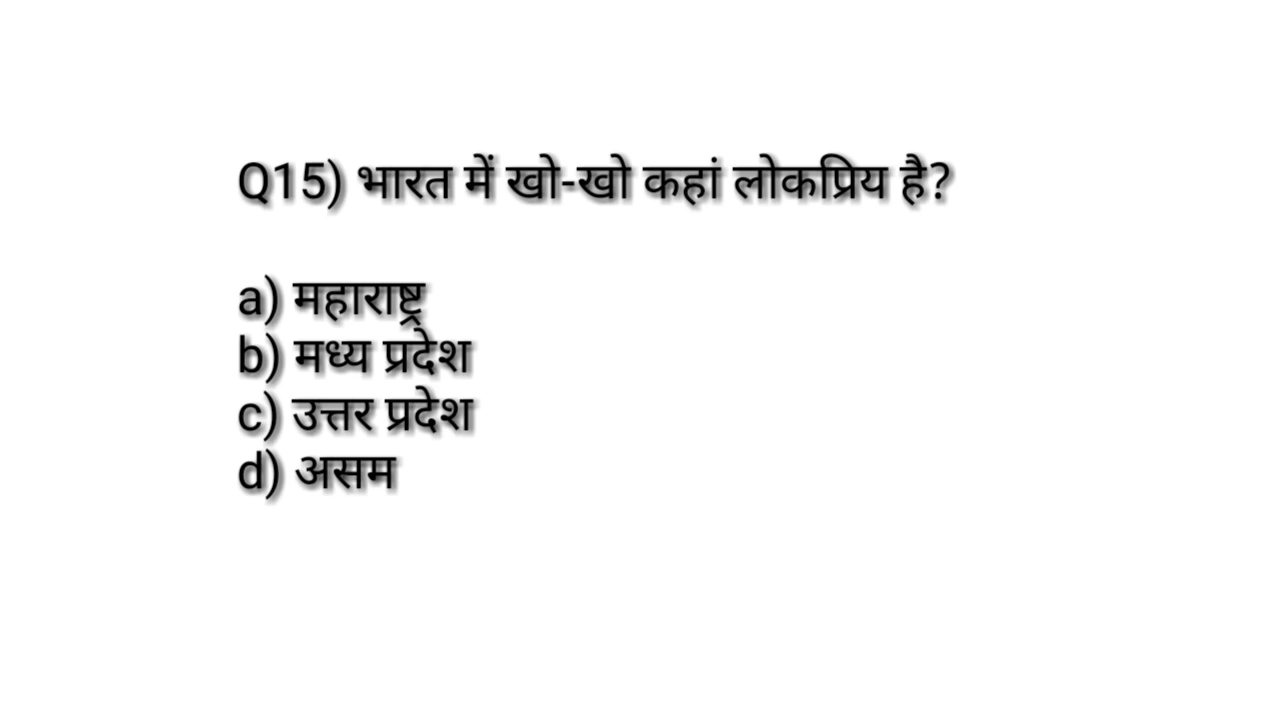 Q15) भारत में खो-खो कहां लोकप्रिय है?
a) महाराष्ट्र
b) मध्य प्रदेश
c) उत्तर प्रदेश
d) असम